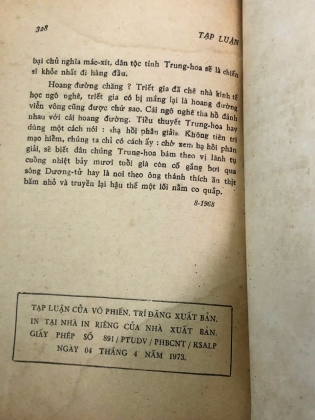 328
TẠP LUẬN
bại chủ nghĩa mác-xít, dân tộc tính Trung-hoa sẽ là chiến
sĩ khỏe nhất đi hàng đầu.
Hoang đường chăng ? Triết gia đã chê nhà kinh tế
học ngô nghê, triết gia có bị mắng lại là hoang đường
viển vông cũng được chứ sao. Cái ngô nghê tha hồ đánh
nhau với cái hoang đường. Tiểu thuyết Trung-hoa hay
dùng một cách nói : «hạ hồi phân giải». Không tiên tri
mạo hiểm, chúng ta chỉ có cách ấy : chờ xem hạ hồi phân
giải, sẽ biết dân chúng Trung-hoa bám theo vị lãnh tụ
cuồng nhiệt bảy mươi tuổi già còn cố gắng bơi qua
sông Dương-tử hay là noi theo ông thánh thích ăn thịt
băm nhỏ và truyền lại hậu thế một lối nằm co quắp.
8-1968
TẠP LUẬN CỦA VÕ PHIẾN, TRÍ ĐĂNG XUẤT BẢN.
IN TẠI NHÀ IN RIÊNG CỦA NHÀ XUẤT BẢN.
GIẤY PHÉP SỐ 891/PTUDV/PHBCNT/KSALP
NGÀY 04 THÁNG 4 NĂM 1973.